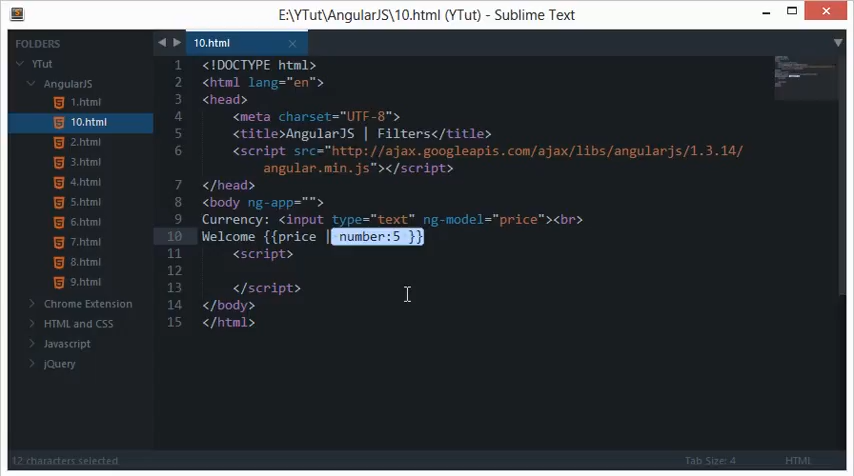 E:\YTut\AngularJS\10.html (YTut) - Sublime Text
FOLDERS
YTut
AngularJS
1.html
10.html
2.html
3.html
4.html
5.html
6.html
7.html
8.html
9.html
Chrome Extension
HTML and CSS
Javascript
jQuery
10.html
1 <!DOCTYPE html>
2 <html lang="en">
3 <head>
4 <meta charset="UTF-8">
5 <title>AngularJS | Filters</title>
6 <script src="http://ajax.googleapis.com/ajax/libs/angularjs/1.3.14/
angular.min.js"></script>
7 </head>
8 <body ng-app="">
9 Currency: <input type="text" ng-model="price"><br>
10 Welcome {{price | number:5 }}
11 <script>
12
13 </script>
14 </body>
15 </html>
12 characters selected
Tab Size: 4
HTML